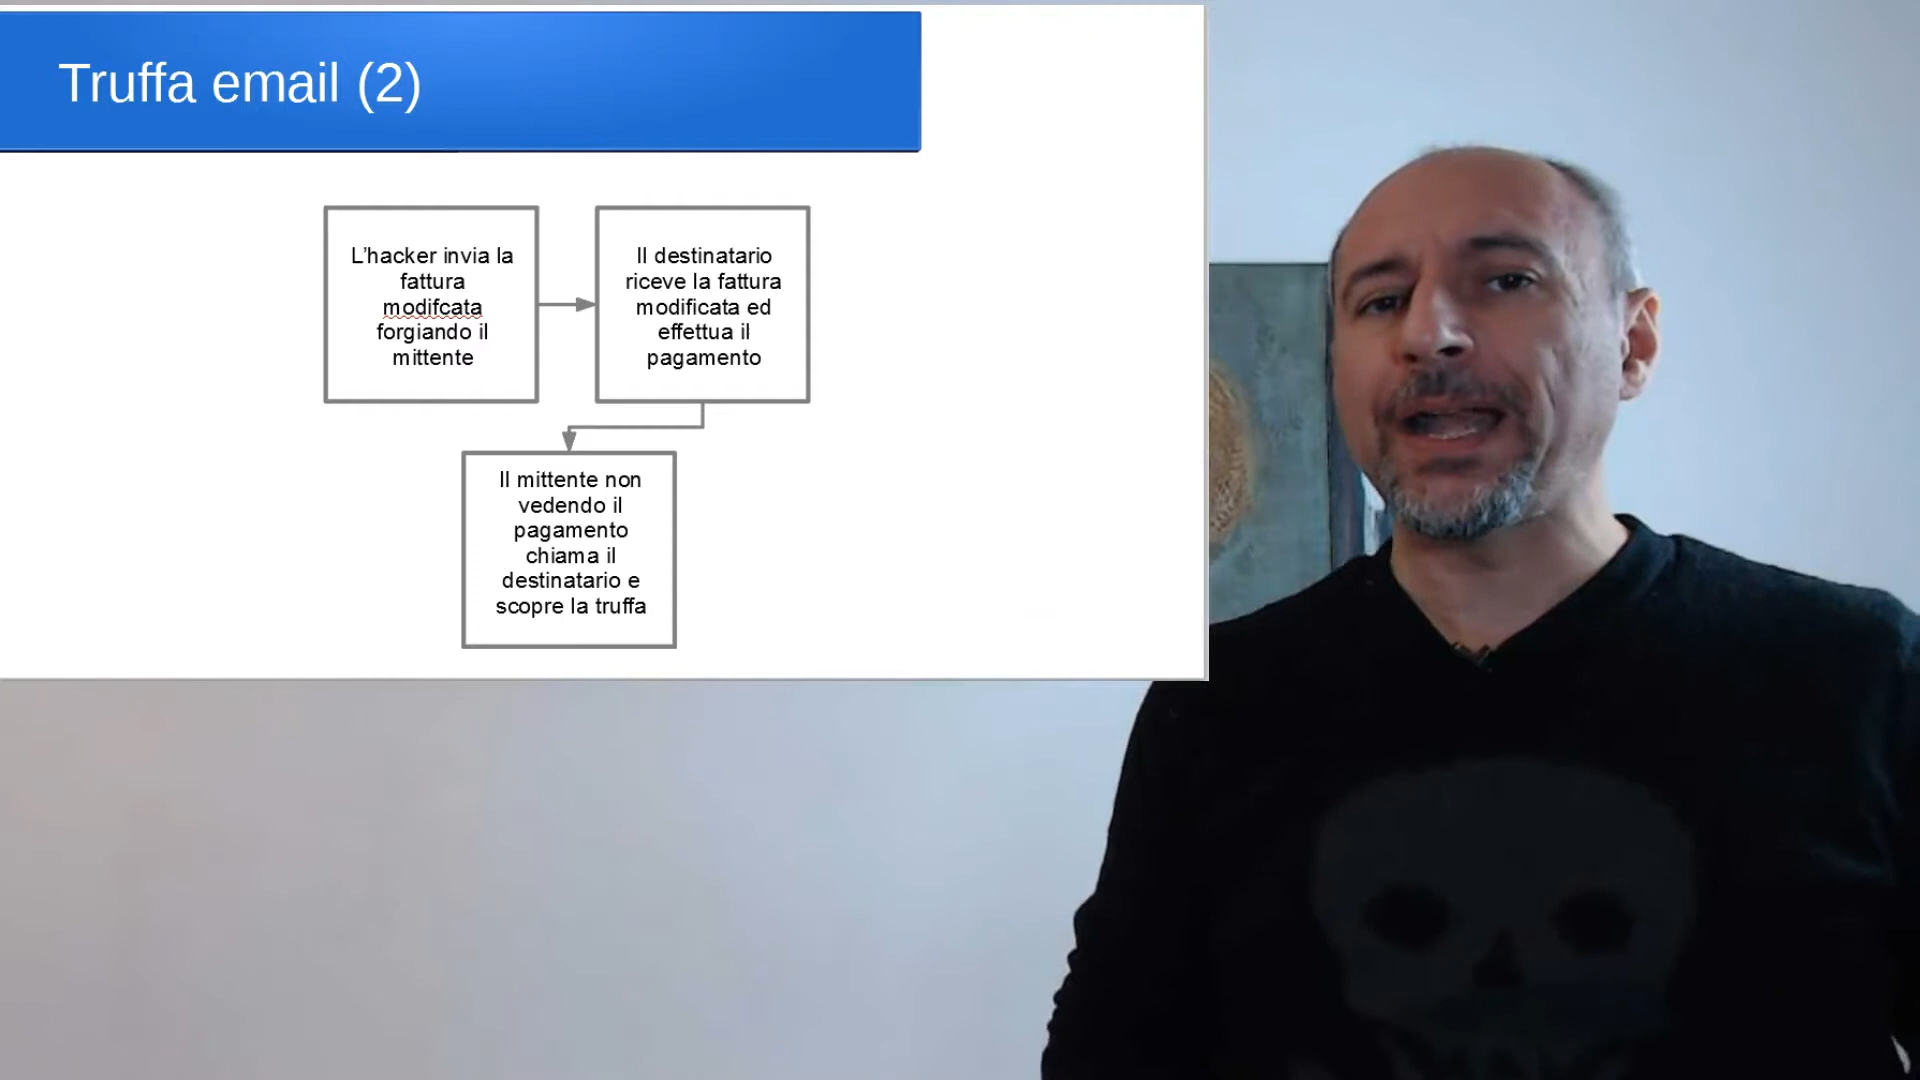 Truffa email (2)
L'hacker invia la
fattura
modifcata
forgiando il
mittente
Il destinatario
riceve la fattura
modificata ed
effettua il
pagamento
Il mittente non
vedendo il
pagamento
chiama il
destinatario e
scopre la truffa